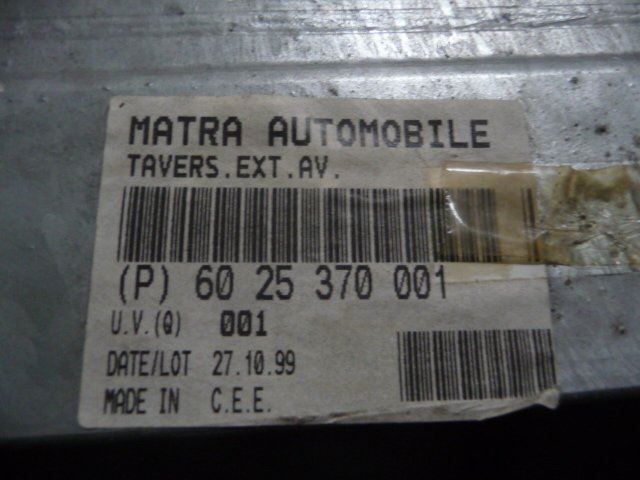 MATRA AUTOMOBILE
TAVERS.EXT.AV.
(P) 60 25 370 001
U.V.(Q) 001
DATE/LOT 27.10.99
MADE IN C.E.E.